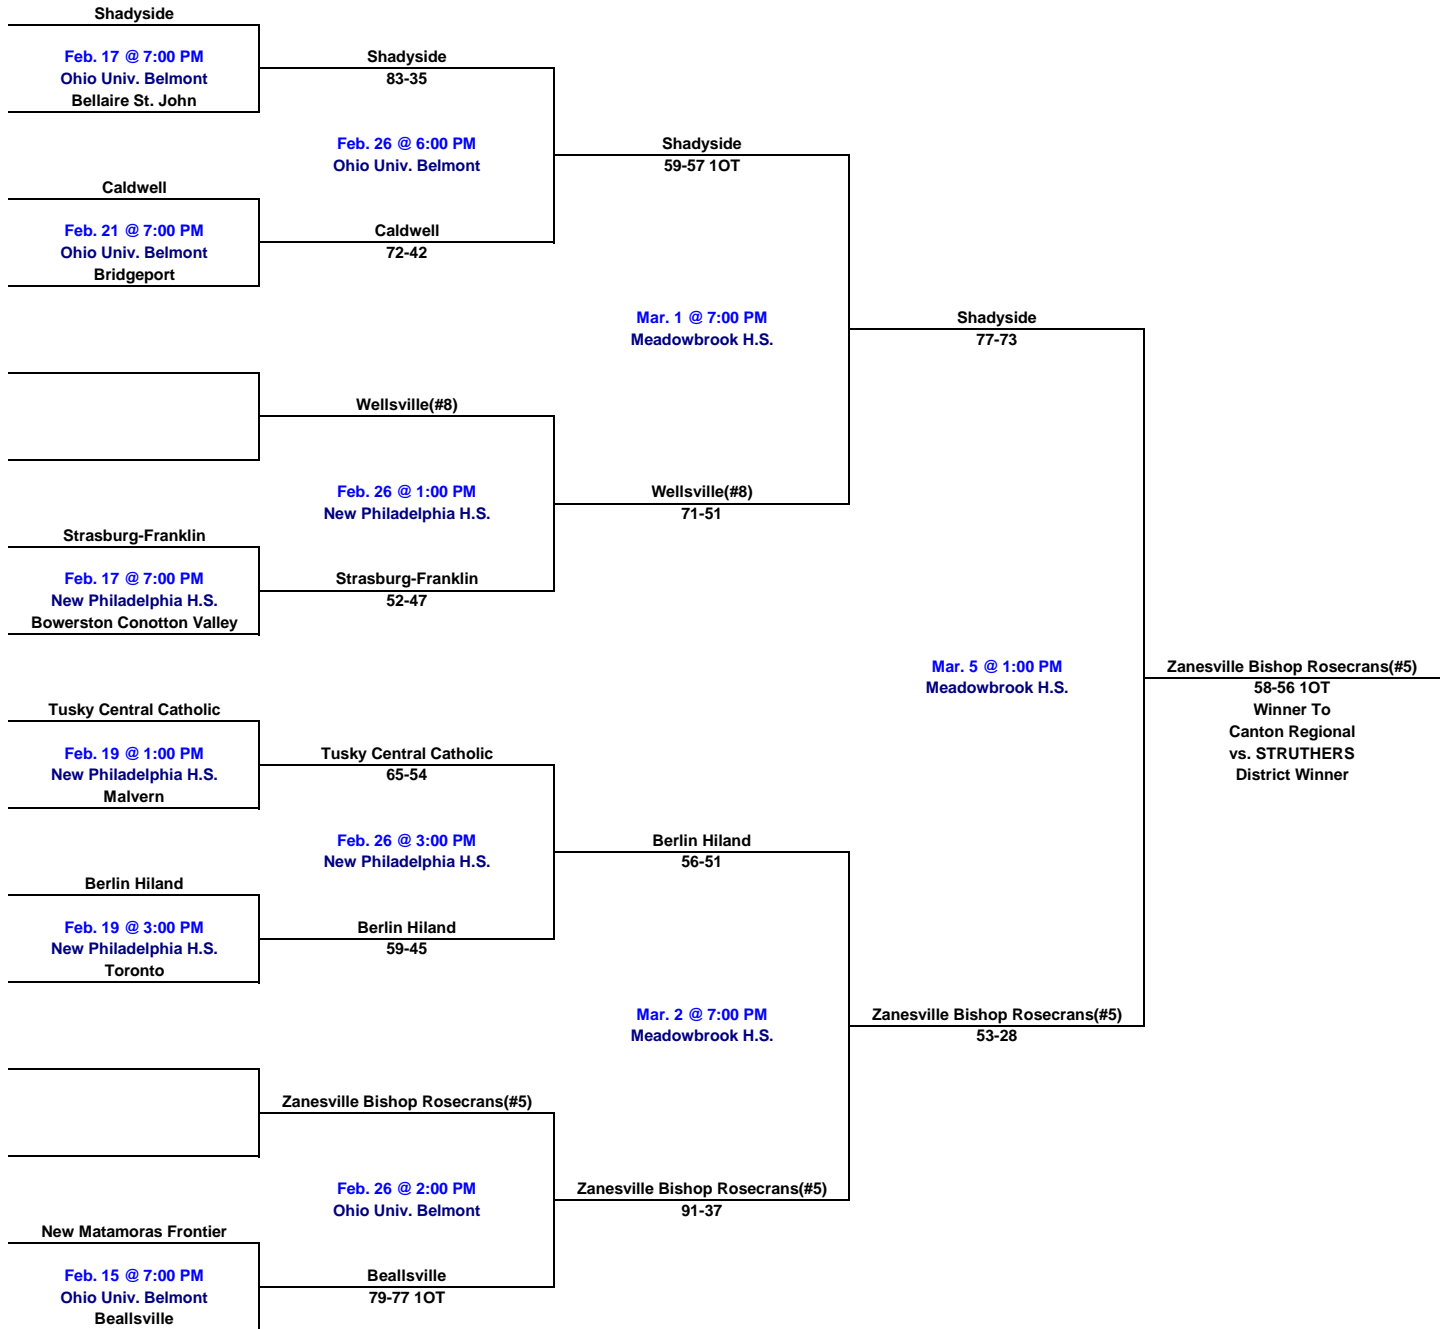 Shadyside
Feb. 17 @ 7:00 PM
Ohio Univ. Belmont
Bellaire St. John
Shadyside
83-35
Feb. 26 @ 6:00 PM
Ohio Univ. Belmont
Shadyside
59-57 1OT
Caldwell
Feb. 21 @ 7:00 PM
Ohio Univ. Belmont
Bridgeport
Caldwell
72-42
Mar. 1 @ 7:00 PM
Meadowbrook H.S.
Shadyside
77-73
Wellsville(#8)
Feb. 26 @ 1:00 PM
New Philadelphia H.S.
Wellsville(#8)
71-51
Strasburg-Franklin
Feb. 17 @ 7:00 PM
New Philadelphia H.S.
Bowerston Conotton Valley
Strasburg-Franklin
52-47
Mar. 5 @ 1:00 PM
Meadowbrook H.S.
Zanesville Bishop Rosecrans(#5)
58-56 1OT
Winner To
Canton Regional
vs. STRUTHERS
District Winner
Tusky Central Catholic
Feb. 19 @ 1:00 PM
New Philadelphia H.S.
Malvern
Tusky Central Catholic
65-54
Feb. 26 @ 3:00 PM
New Philadelphia H.S.
Berlin Hiland
56-51
Berlin Hiland
Feb. 19 @ 3:00 PM
New Philadelphia H.S.
Toronto
Berlin Hiland
59-45
Mar. 2 @ 7:00 PM
Meadowbrook H.S.
Zanesville Bishop Rosecrans(#5)
53-28
Zanesville Bishop Rosecrans(#5)
Feb. 26 @ 2:00 PM
Ohio Univ. Belmont
Zanesville Bishop Rosecrans(#5)
91-37
New Matamoras Frontier
Feb. 15 @ 7:00 PM
Ohio Univ. Belmont
Beallsville
Beallsville
79-77 1OT